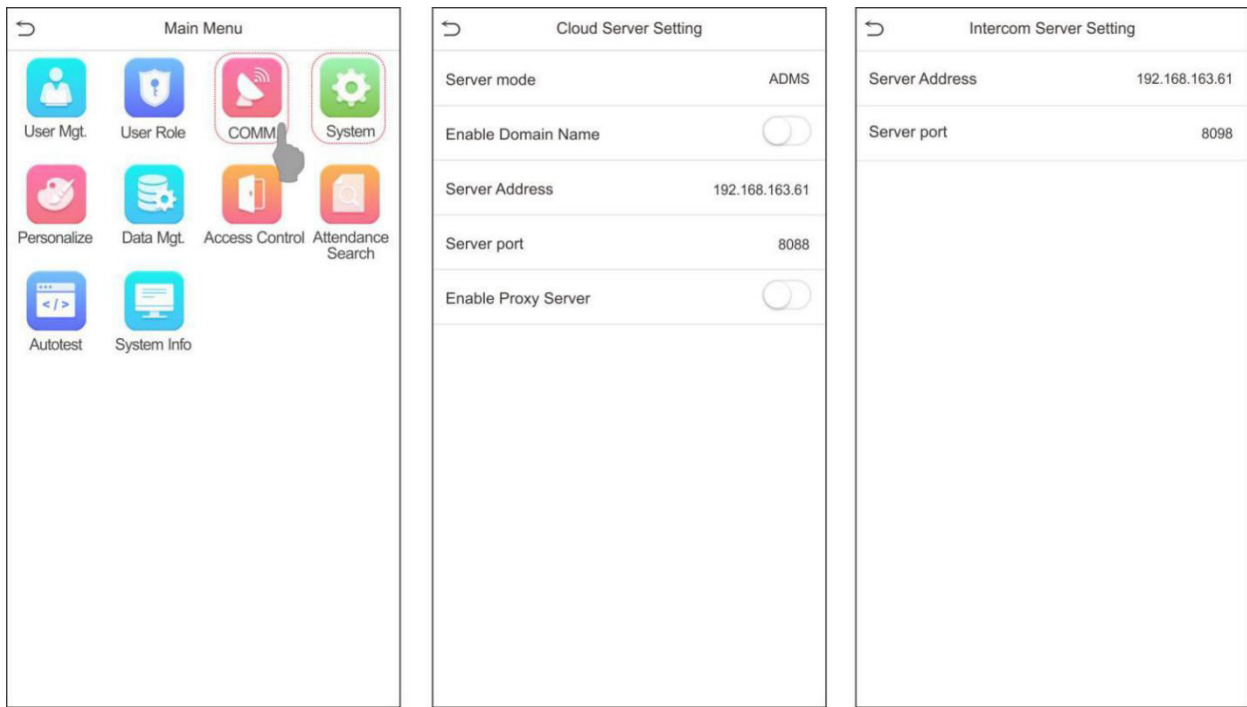 Main Menu
User Mgt.
User Role
COMM.
System
Personalize
Data Mgt.
Access Control
Attendance
Search
</>
Autotest
System Info
Cloud Server Setting
Server mode ADMS
Enable Domain Name
Server Address 192.168.163.61
Server port 8088
Enable Proxy Server
Intercom Server Setting
Server Address 192.168.163.61
Server port 8098